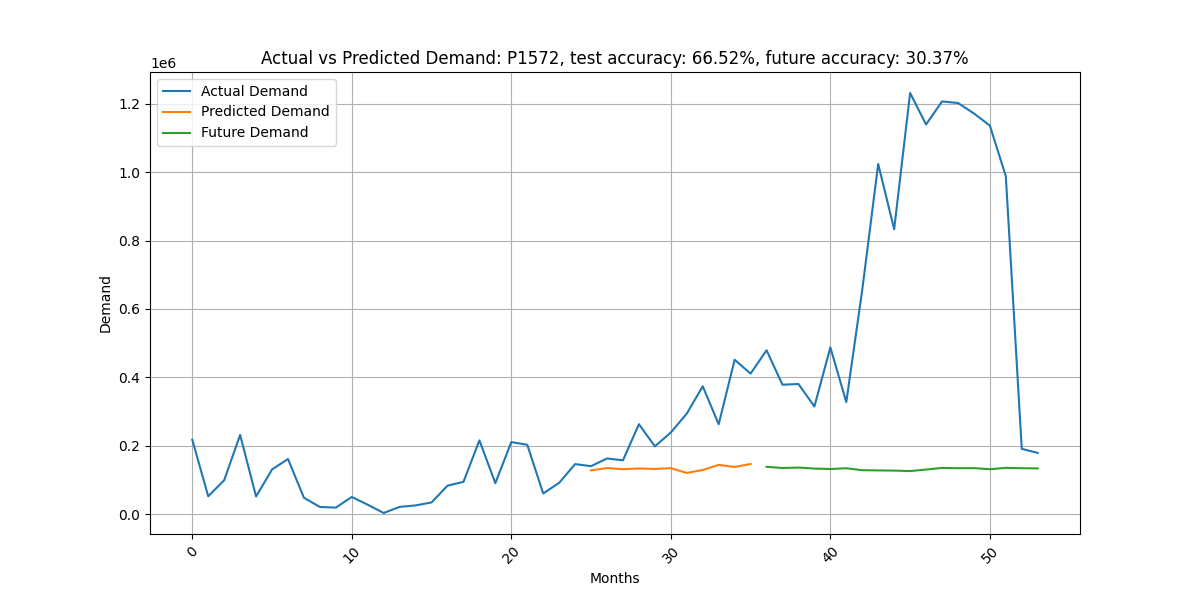 Actual vs Predicted Demand: P1572, test accuracy: 66.52%, future accuracy: 30.37%
1e6
Actual Demand
Predicted Demand
Future Demand
1.2
1.0
0.8
0.6
0.4
0.2
0.0
Demand
0
10
20
30
40
50
Months